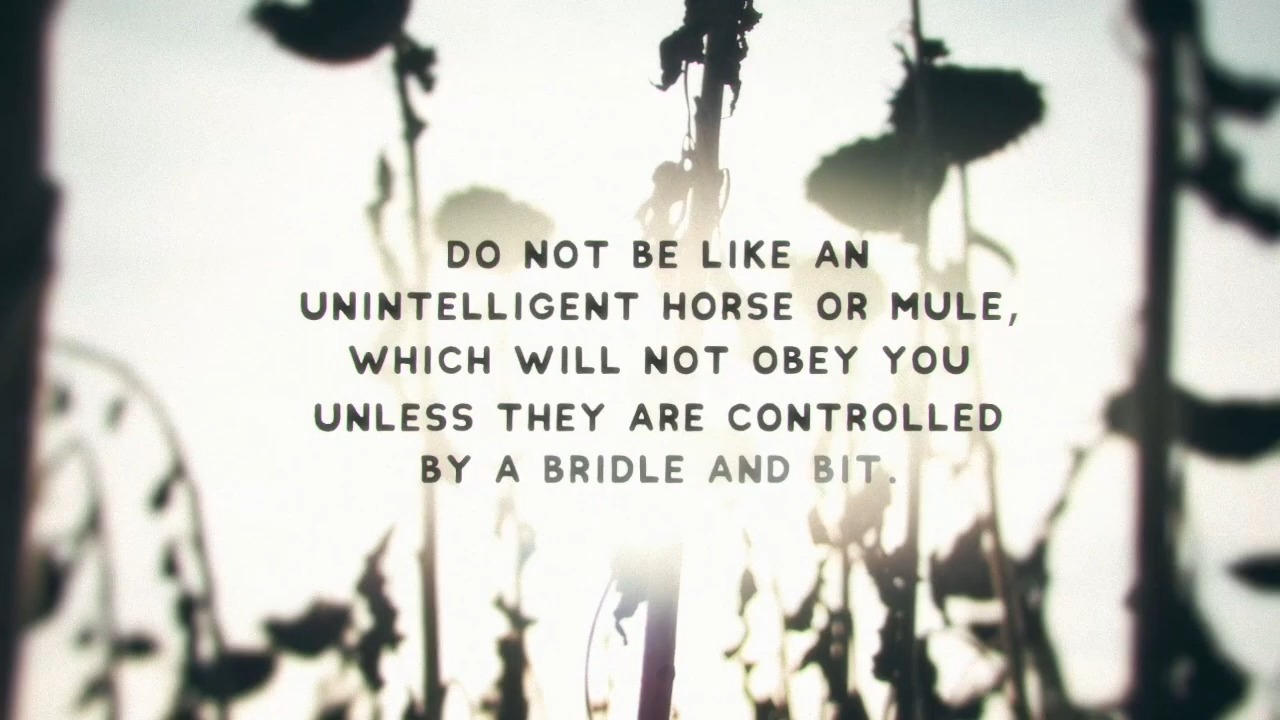 DO NOT BE LIKE AN
UNINTELLIGENT HORSE OR MULE,
WHICH WILL NOT OBEY YOU
UNLESS THEY ARE CONTROLLED
BY A BRIDLE AND BIT.